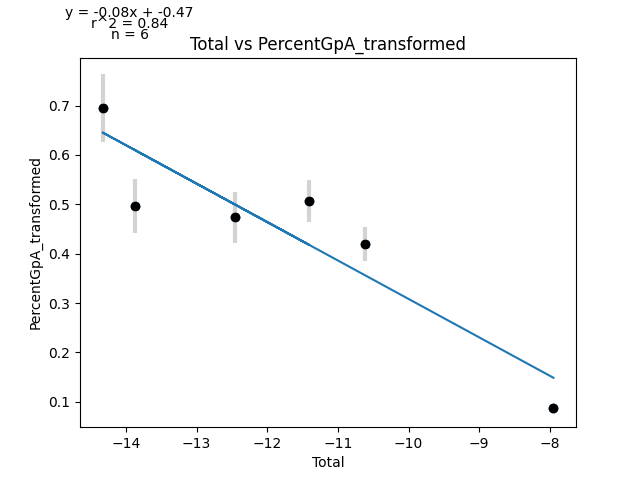 y = -0.08x + -0.47
r^2 = 0.84
n = 6
Total vs PercentGpA_transformed
PercentGpA_transformed
0.7
0.6
0.5
0.4
0.3
0.2
0.1
−14 −13 −12 −11 −10 −9 −8
Total